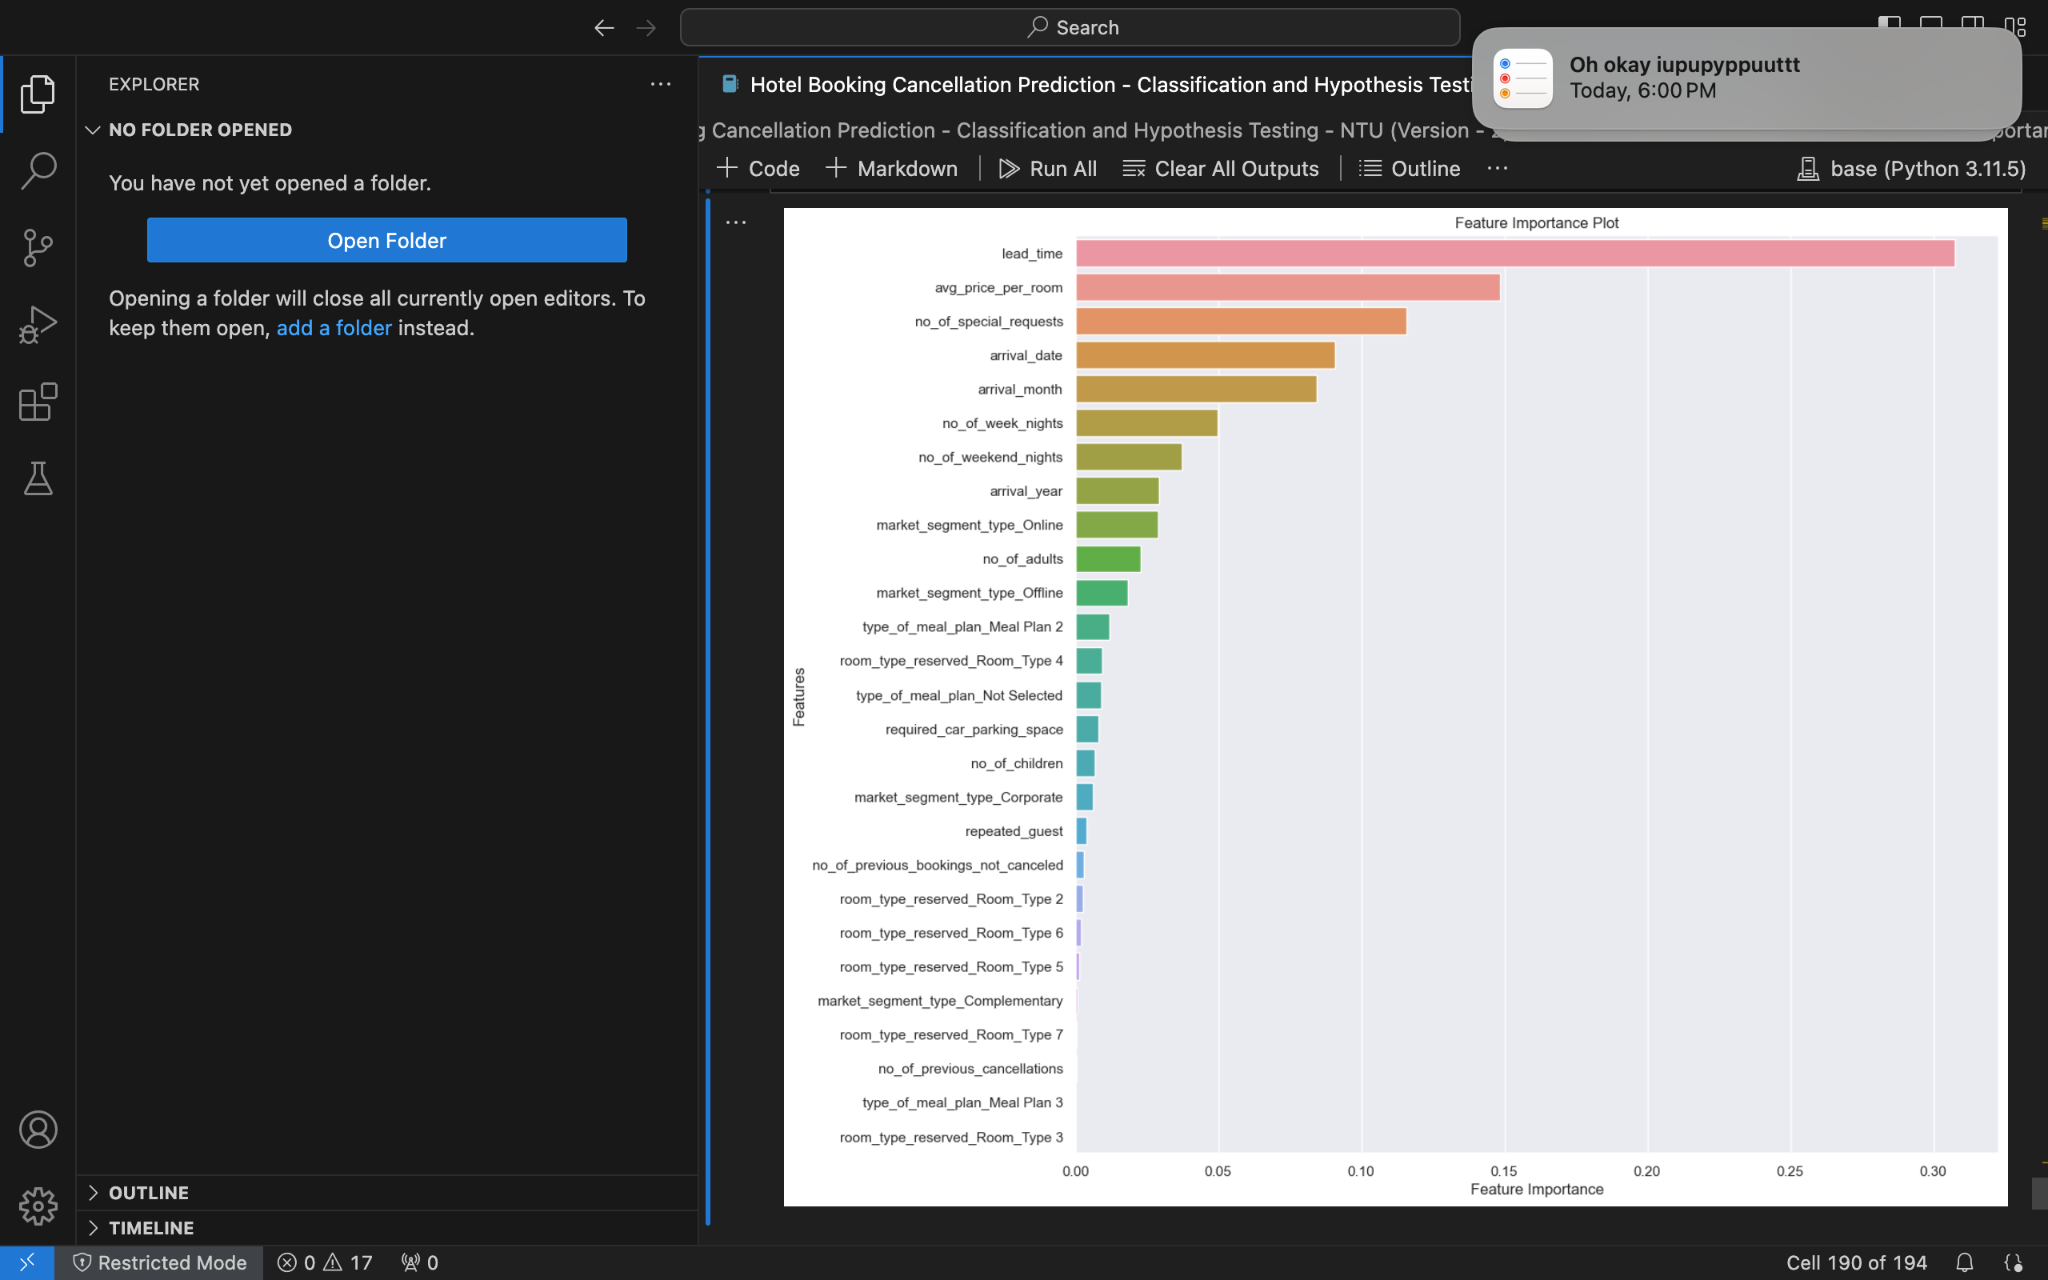 Search
EXPLORER
NO FOLDER OPENED
You have not yet opened a folder.
Open Folder
Opening a folder will close all currently open editors. To
keep them open, add a folder instead.
OUTLINE
TIMELINE
Hotel Booking Cancellation Prediction - Classification and Hypothesis Testi
Oh okay iupupyppuuttt
Today, 6:00 PM
g Cancellation Prediction - Classification and Hypothesis Testing - NTU (Version -
Code
Markdown
Run All
Clear All Outputs
Outline
base (Python 3.11.5)
Feature Importance Plot
Features
lead_time
avg_price_per_room
no_of_special_requests
arrival_date
arrival_month
no_of_week_nights
no_of_weekend_nights
arrival_year
market_segment_type_Online
no_of_adults
market_segment_type_Offline
type_of_meal_plan_Meal Plan 2
room_type_reserved_Room_Type 4
type_of_meal_plan_Not Selected
required_car_parking_space
no_of_children
market_segment_type_Corporate
repeated_guest
no_of_previous_bookings_not_canceled
room_type_reserved_Room_Type 2
room_type_reserved_Room_Type 6
room_type_reserved_Room_Type 5
market_segment_type_Complementary
room_type_reserved_Room_Type 7
no_of_previous_cancellations
type_of_meal_plan_Meal Plan 3
room_type_reserved_Room_Type 3
0.00 0.05 0.10 0.15 0.20 0.25 0.30
Feature Importance
Restricted Mode
0 17
0
Cell 190 of 194